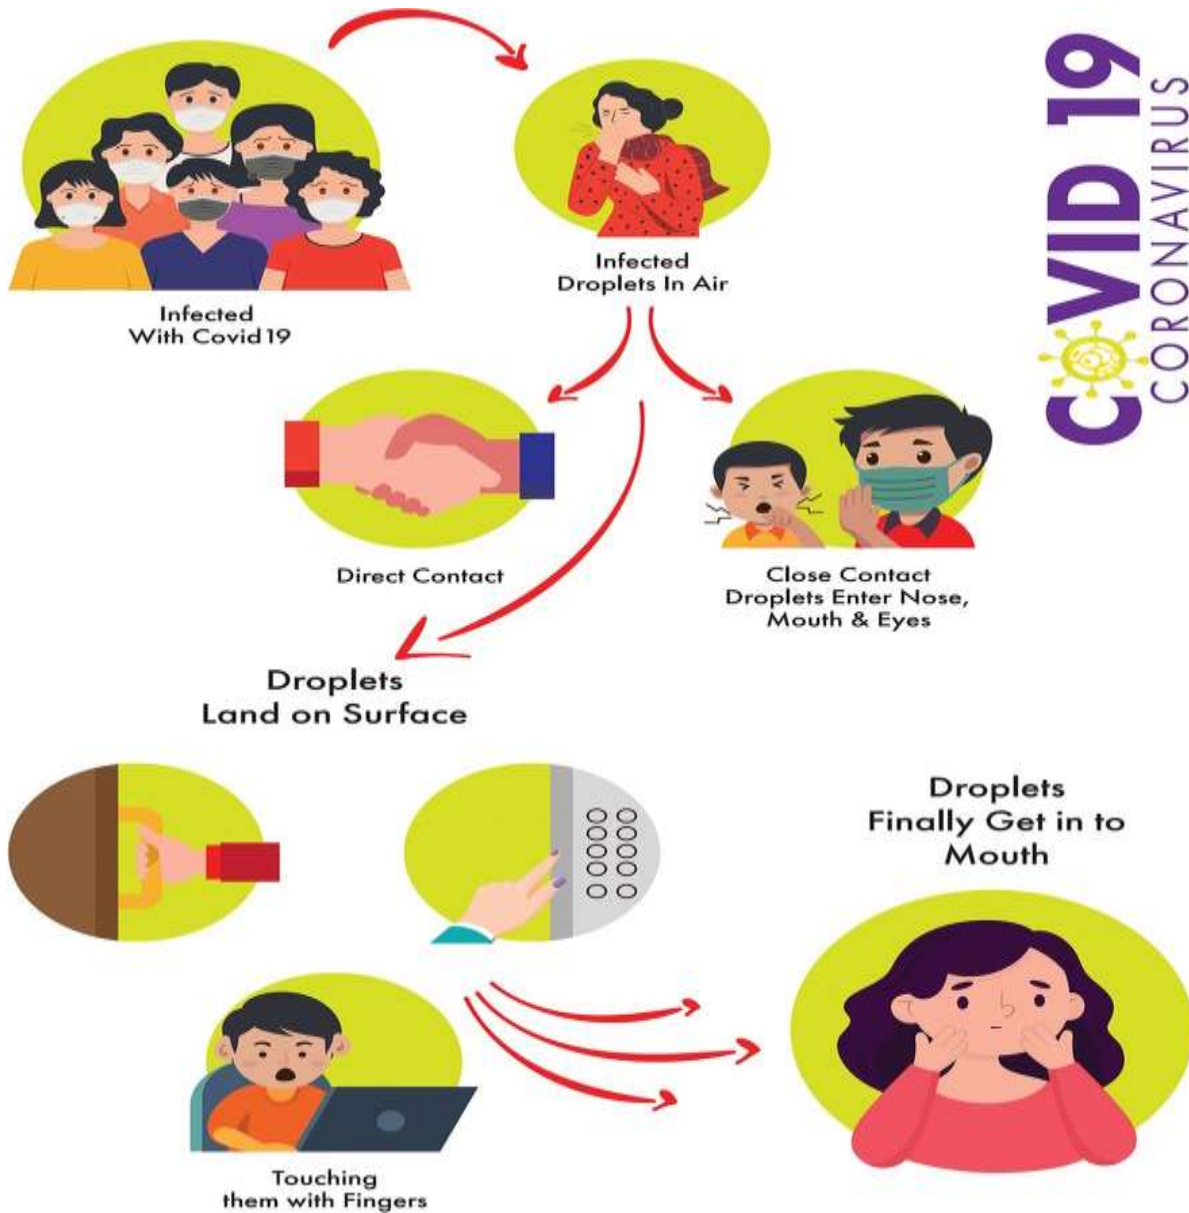 COVID 19
CORONAVIRUS
Infected
With Covid19
Infected
Droplets In Air
Direct Contact
Close Contact
Droplets Enter Nose,
Mouth & Eyes
Droplets
Land on Surface
Droplets
Finally Get in to
Mouth
Touching
them with Fingers